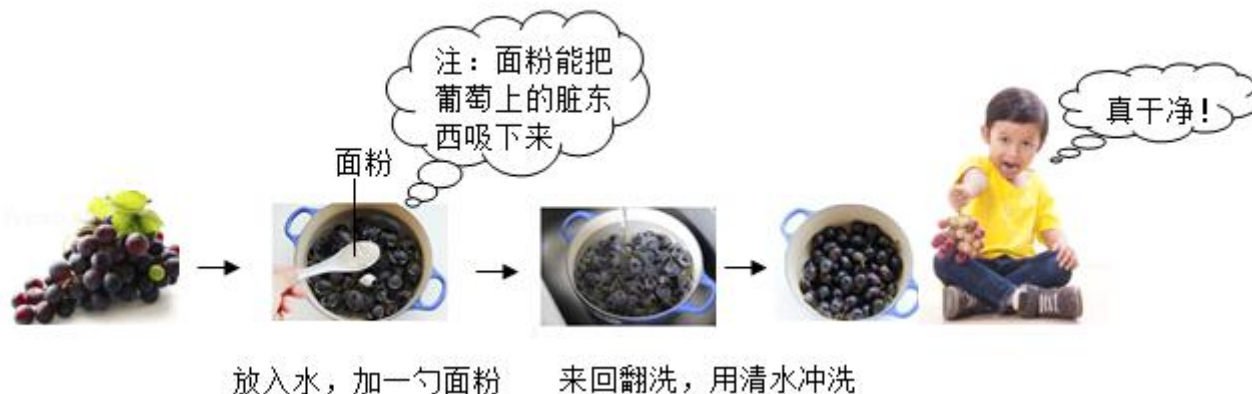 注：面粉能把
葡萄上的脏东
西吸下来
真干净！
面粉
放入水，加一勺面粉
来回翻洗，用清水冲洗